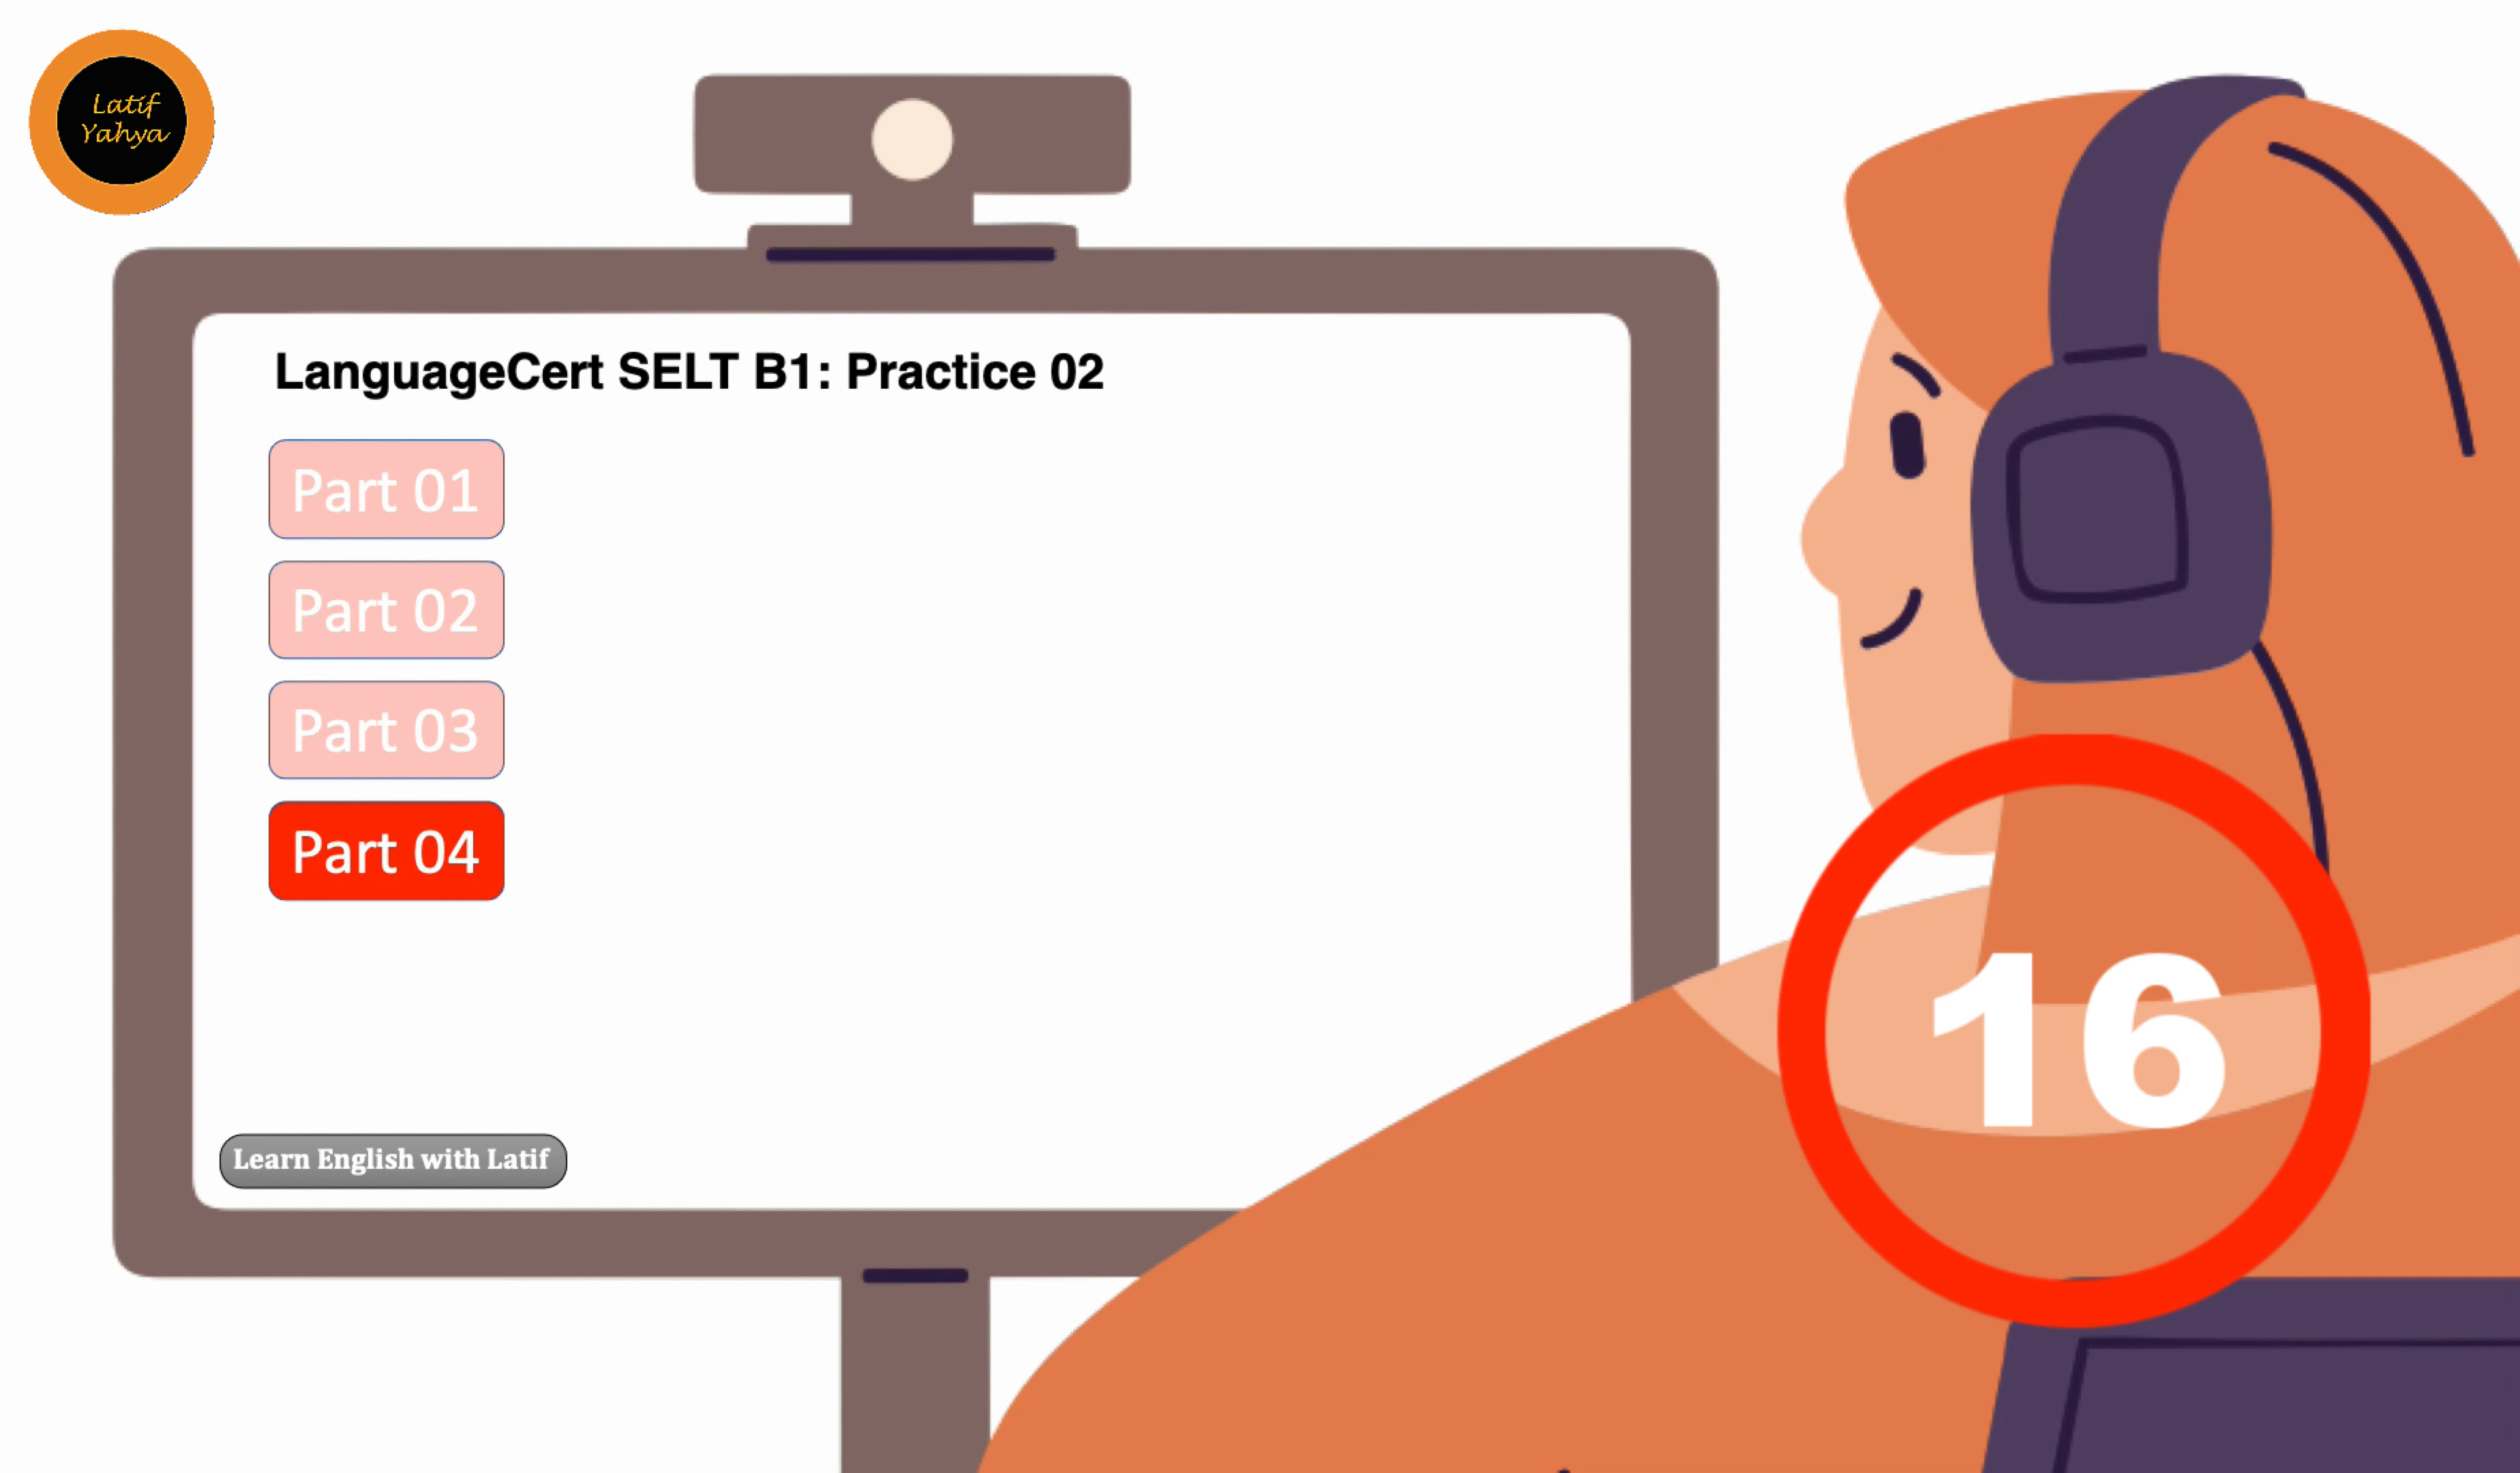 Latif
Yahya
LanguageCert SELT B1: Practice 02
Part 01
Part 02
Part 03
Part 04
16
Learn English with Latif